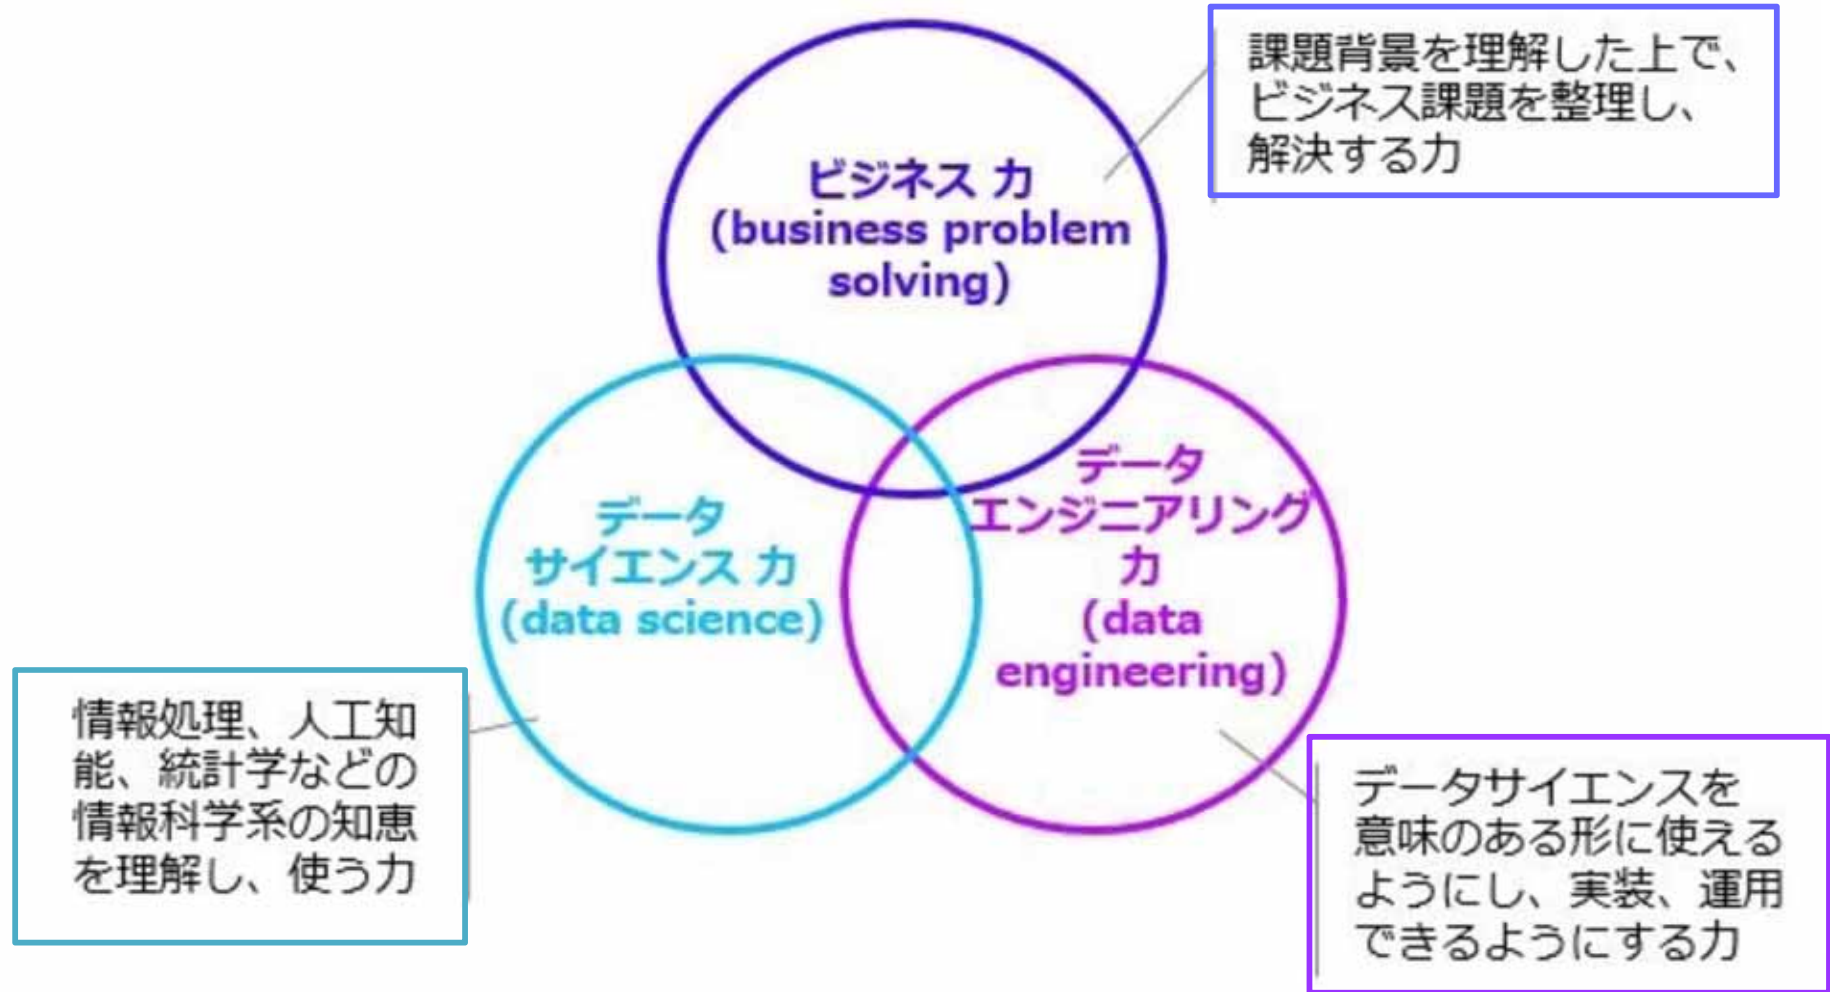 課題背景を理解した上で、
ビジネス課題を整理し、
解決する力
ビジネス 力
(business problem
solving)
データ
サイエンス 力
(data science)
データ
エンジニアリング
力
(data
engineering)
情報処理、人工知
能、統計学などの
情報科学系の知恵
を理解し、使う力
データサイエンスを
意味のある形に使える
ようにし、実装、運用
できるようにする力